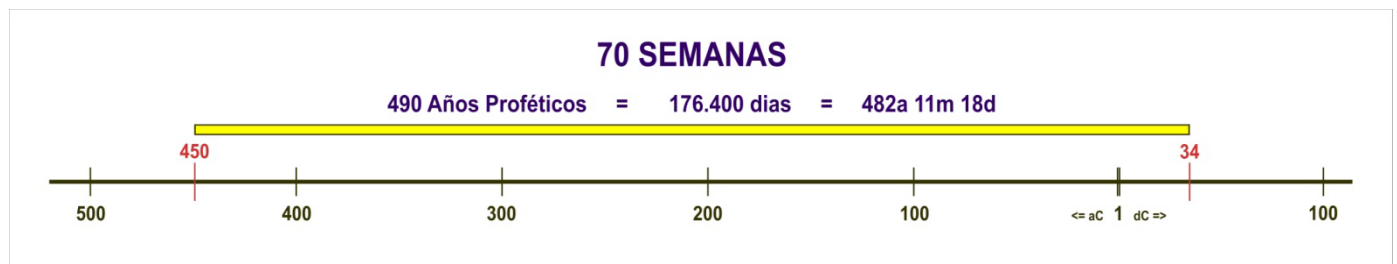 70 SEMANAS
490 Años Proféticos = 176.400 dias = 482a 11m 18d
450 34
500 400 300 200 100 <= aC 1 dC => 100